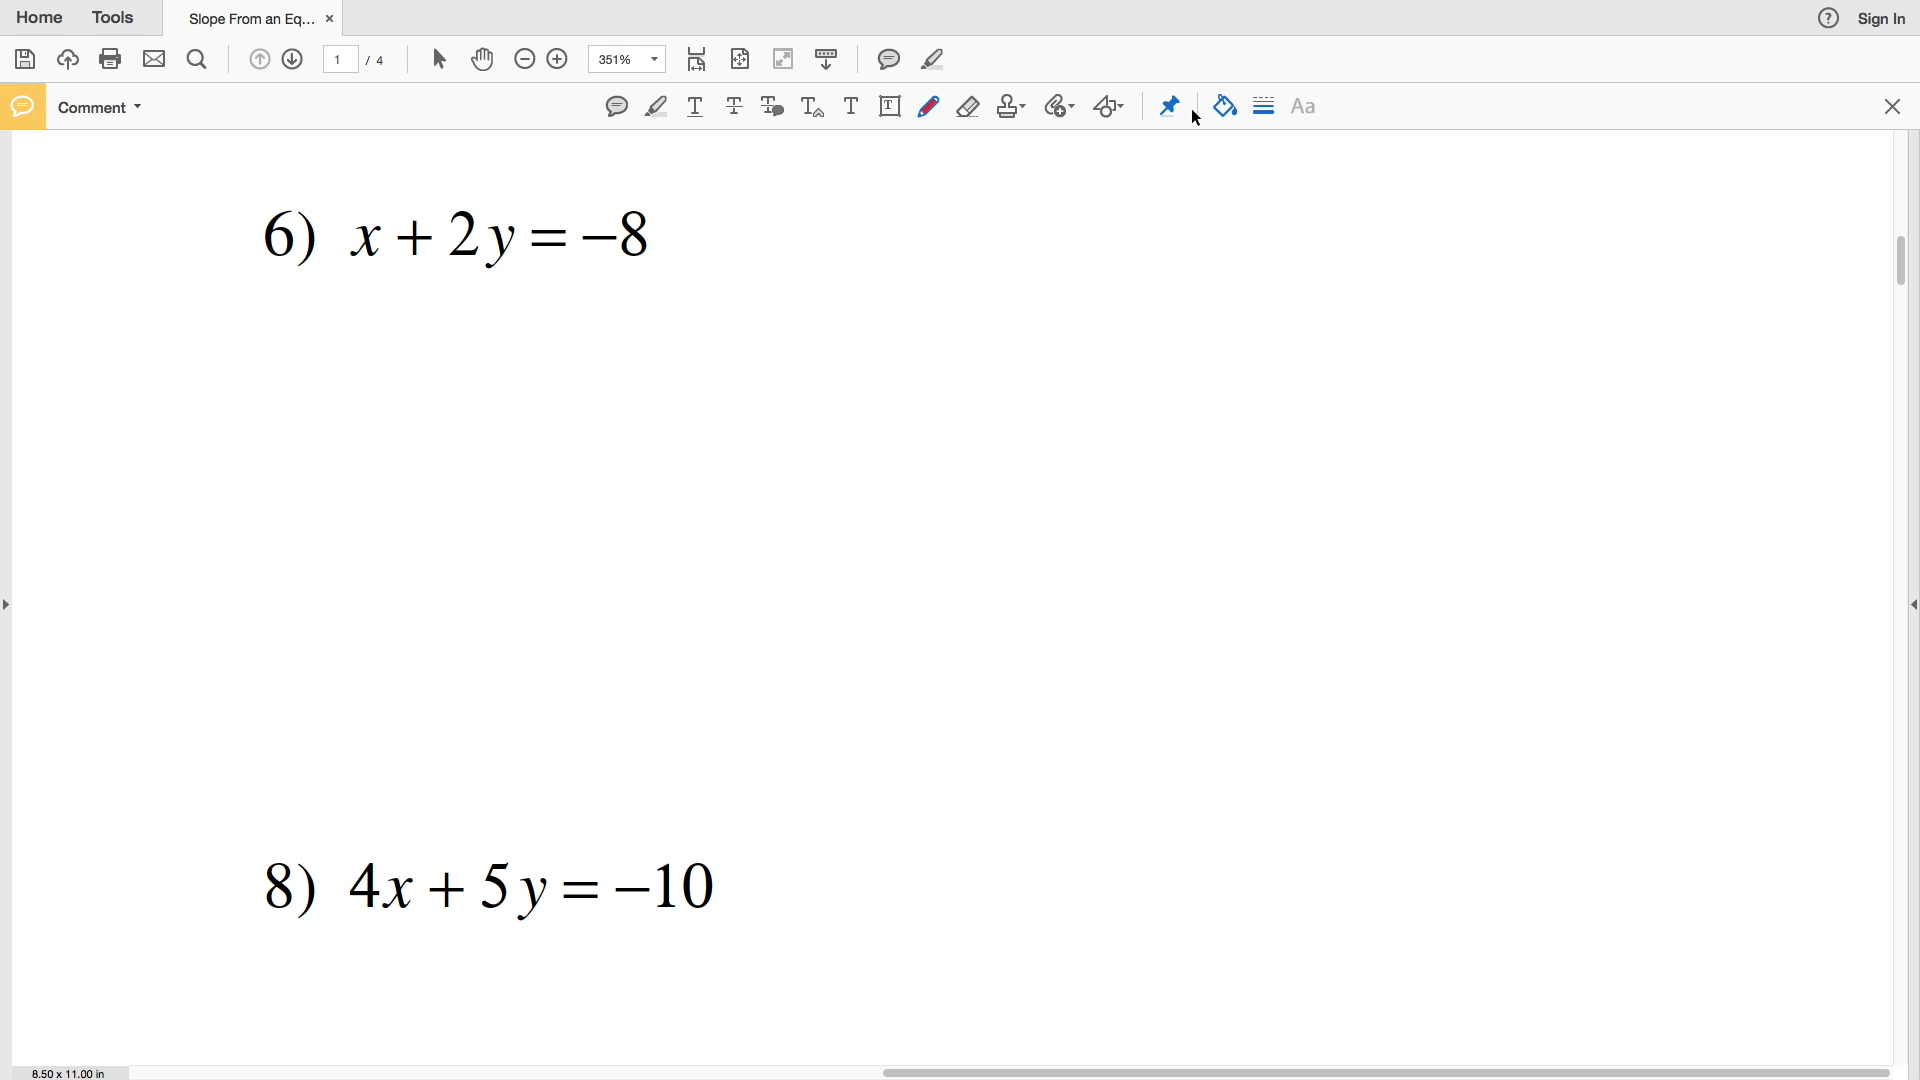 Home Tools Slope From an Eq... × ? Sign In
1 / 4 351%
Comment T T T T T T Aa
6) x + 2y = −8
8) 4x + 5y = −10
8.50 x 11.00 in